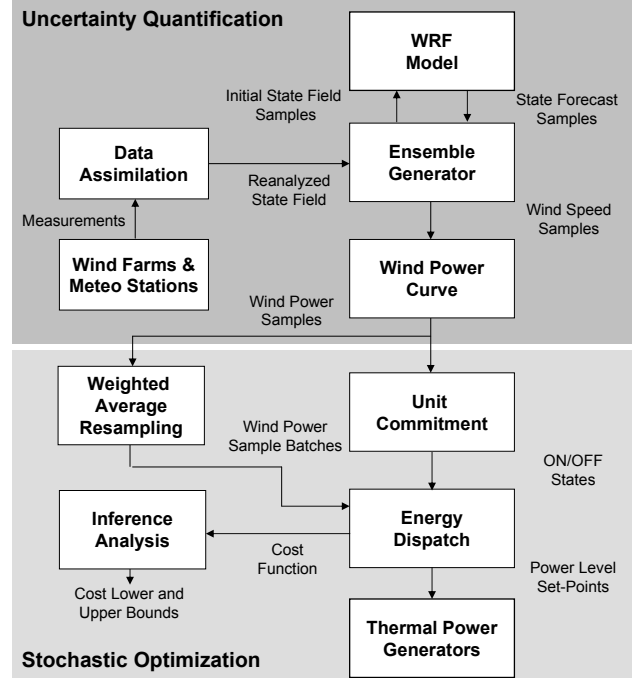 Uncertainty Quantification
WRF
Model
Initial State Field
Samples
State Forecast
Samples
Data
Assimilation
Ensemble
Generator
Reanalyzed
State Field
Measurements
Wind Speed
Samples
Wind Farms &
Meteo Stations
Wind Power
Curve
Wind Power
Samples
Weighted
Average
Resampling
Unit
Commitment
Wind Power
Sample Batches
ON/OFF
States
Inference
Analysis
Energy
Dispatch
Cost
Function
Power Level
Set-Points
Cost Lower and
Upper Bounds
Thermal Power
Generators
Stochastic Optimization